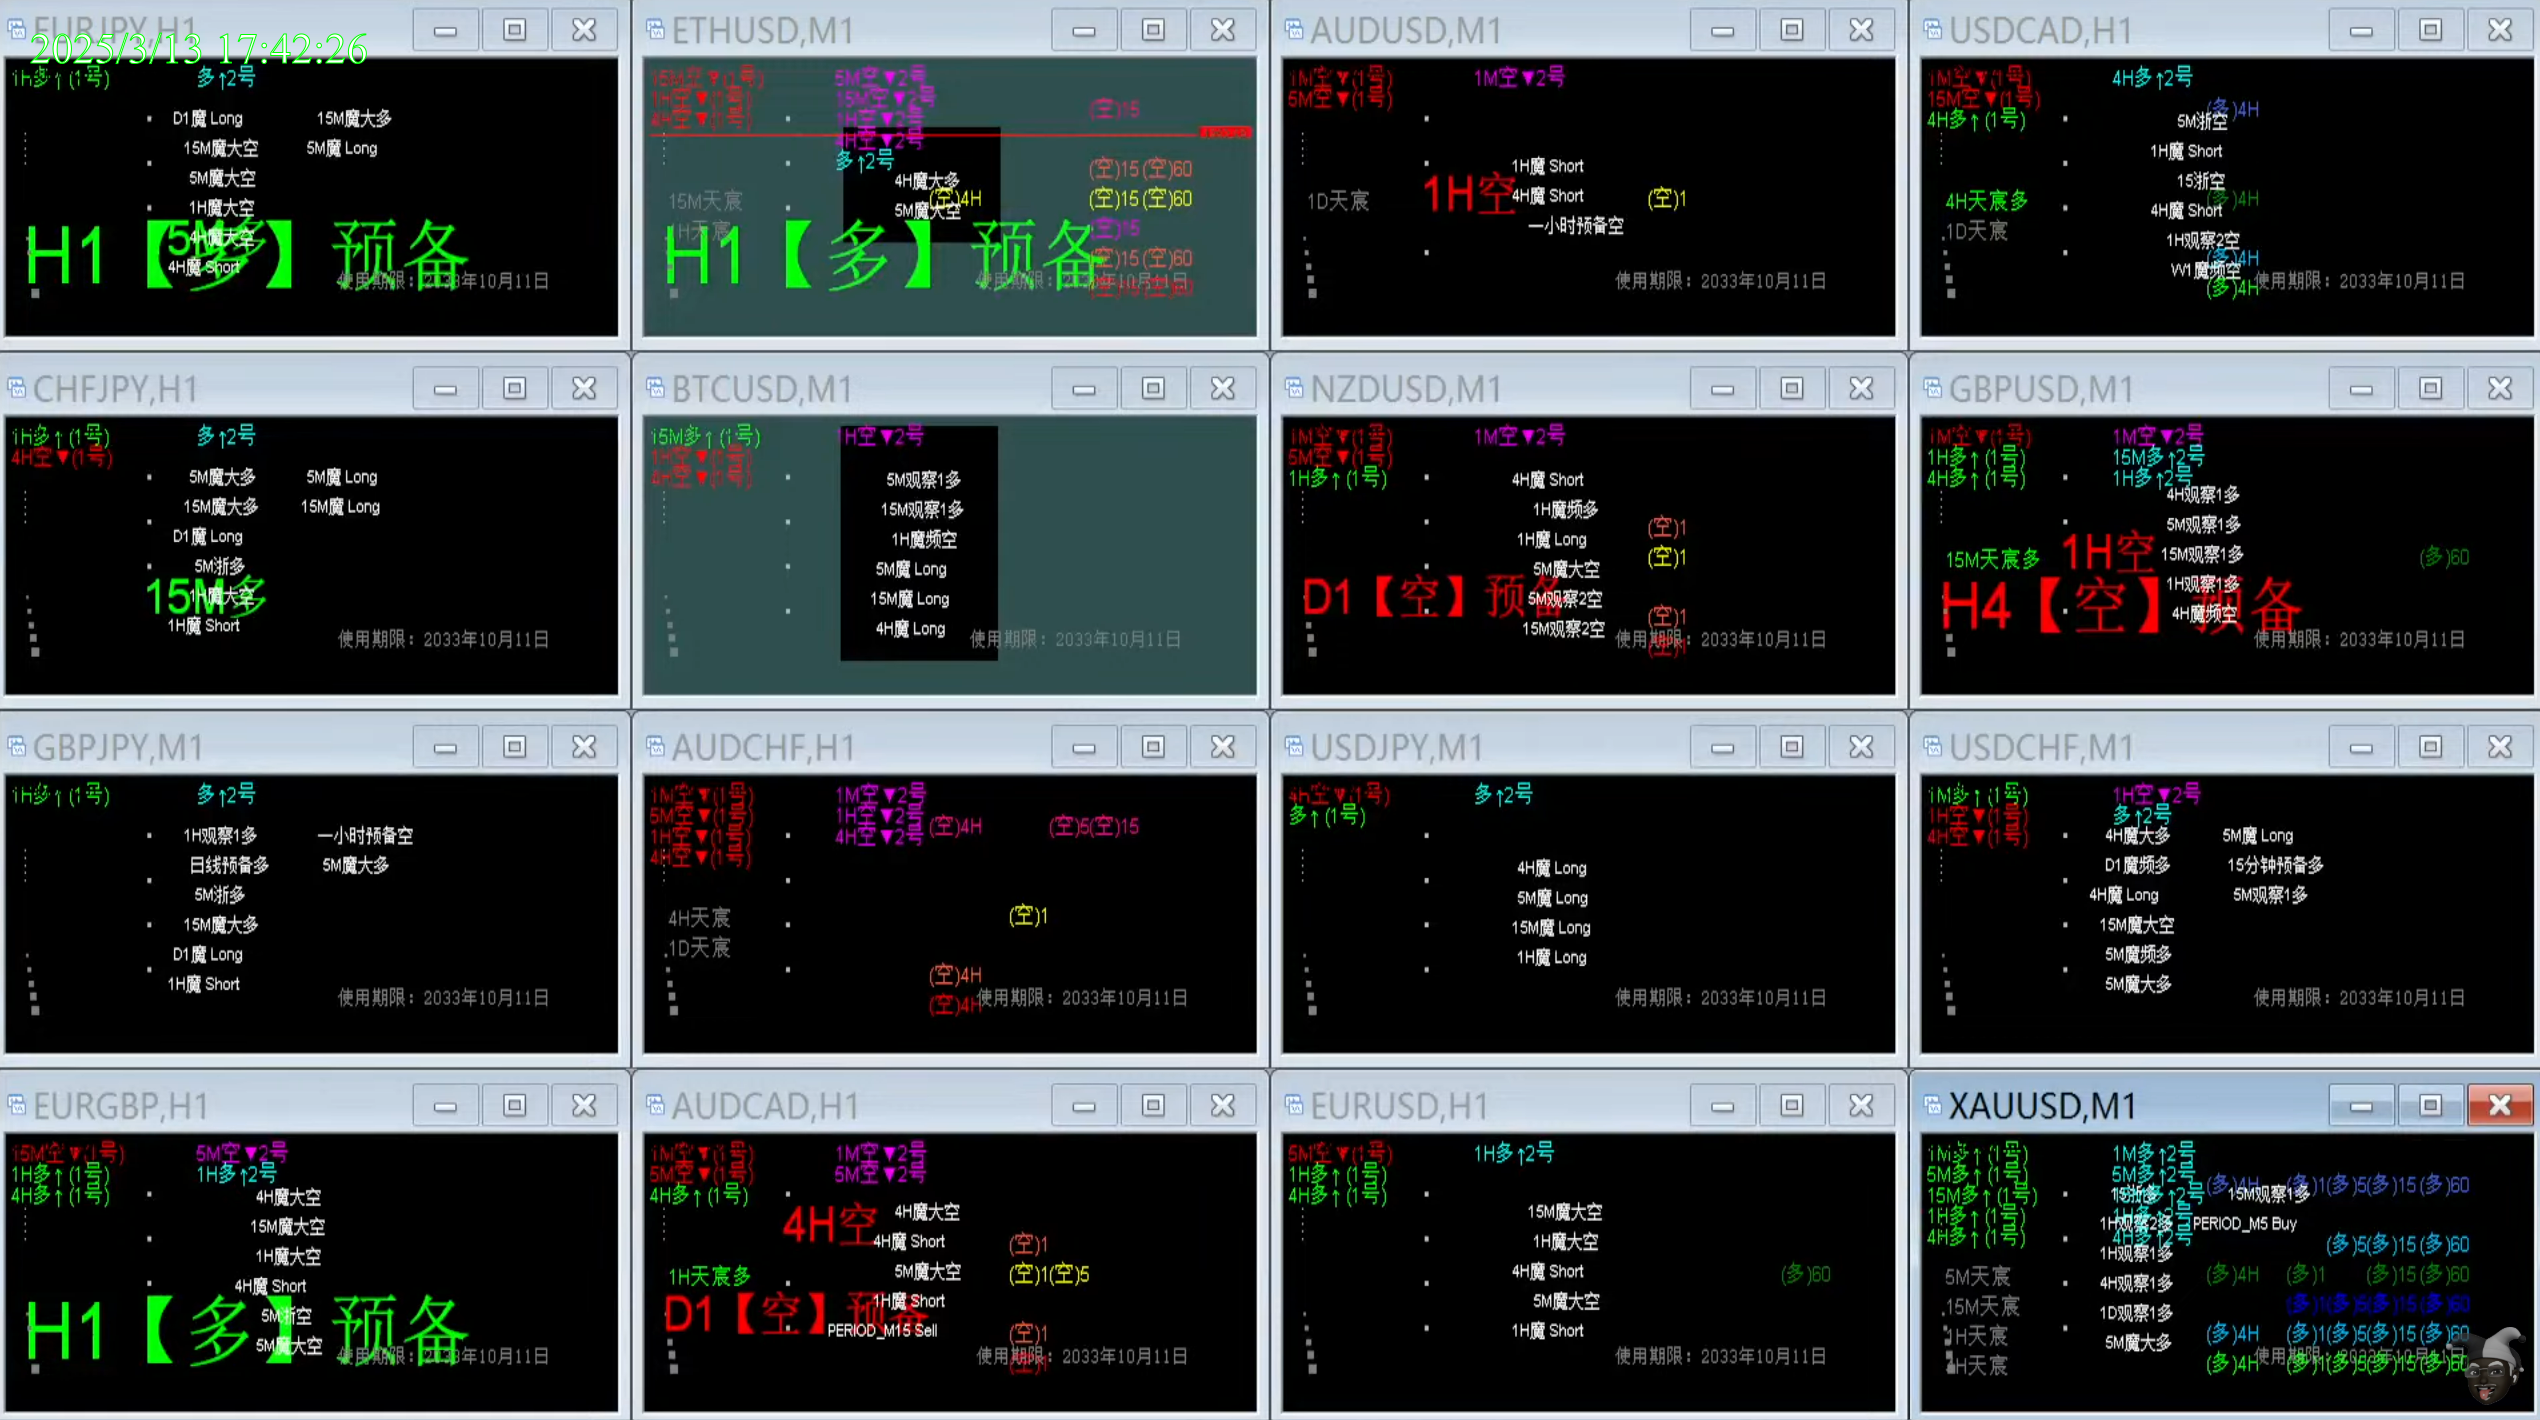 EURJPY,H1
2025/3/13 17:42:26
1H多↑(1号) 多↑2号
D1魔 Long 15M魔大多
15M魔大空 5M魔 Long
5M魔大空
1H魔大空
4H魔大空
H1【多】预备
4H魔 Short
使用期限：2033年10月11日
ETHUSD,M1
15M空▼(1号) 5M空▼2号
1H空▼(1号) 15M空▼2号
4H空▼(1号) 1H空▼2号
4H空▼2号
多↑2号
(空)15
(空)15(空)60
4H魔大多
15M天宸 (空)4H (空)15(空)60
5M魔大空
(空)15
H1【多】预备
(空)15(空)60
AUDUSD,M1
1M空▼(1号) 1M空▼2号
5M空▼(1号)
1H魔 Short
1H空
4H魔 Short
1D天宸 (空)1
一小时预备空
使用期限：2033年10月11日
USDCAD,H1
1M空▼(1号) 4H多↑2号
15M空▼(1号)
(多)4H
4H多↑(1号) 5M浙空
1H魔 Short
15浙空
4H天宸多 (多)4H
4H魔 Short
1D天宸
1H观察2空
(多)4H
W1魔频空
(多)4H
使用期限：2033年10月11日
CHFJPY,H1
1H多↑(1号) 多↑2号
4H空▼(1号)
5M魔大多 5M魔 Long
15M魔大多 15M魔 Long
D1魔 Long
5M浙多
15M多
1H魔大空
1H魔 Short
使用期限：2033年10月11日
BTCUSD,M1
15M多↑(1号) 1H空▼2号
1H空▼(1号)
4H空▼(1号)
5M观察1多
15M观察1多
1H魔频空
5M魔 Long
15M魔 Long
4H魔 Long
使用期限：2033年10月11日
NZDUSD,M1
1M空▼(1号) 1M空▼2号
5M空▼(1号)
1H多↑(1号)
4H魔 Short
1H魔频多
(空)1
1H魔 Long
(空)1
5M魔大空
D1【空】预备
5M观察2空
(空)1
15M观察2空
使用期限：2033年10月11日
GBPUSD,M1
1M空▼(1号) 1M空▼2号
1H多↑(1号) 15M多↑2号
4H多↑(1号) 1H多↑2号
4H观察1多
5M观察1多
1H空
15M观察1多
15M天宸多 (多)60
1H观察1多
H4【空】预备
4H魔频空
使用期限：2033年10月11日
GBPJPY,M1
1H多↑(1号) 多↑2号
1H观察1多 一小时预备空
日线预备多 5M魔大多
5M浙多
15M魔大多
D1魔 Long
1H魔 Short
使用期限：2033年10月11日
AUDCHF,H1
1M空▼(1号) 1M空▼2号
5M空▼(1号) 1H空▼2号
1H空▼(1号) 4H空▼2号
4H空▼(1号)
(空)4H (空)5(空)15
4H天宸 (空)1
1D天宸
(空)4H
(空)4H
使用期限：2033年10月11日
USDJPY,M1
4H空▼(1号) 多↑2号
多↑(1号)
4H魔 Long
5M魔 Long
15M魔 Long
1H魔 Long
使用期限：2033年10月11日
USDCHF,M1
1M多↑(1号) 1H空▼2号
1H空▼(1号) 多↑2号
4H空▼(1号)
4H魔大多 5M魔 Long
D1魔频多 15分钟预备多
4H魔 Long 5M观察1多
15M魔大空
5M魔频多
5M魔大多
使用期限：2033年10月11日
EURGBP,H1
15M空▼(1号) 5M空▼2号
1H多↑(1号) 1H多↑2号
4H多↑(1号)
4H魔大空
15M魔大空
1H魔大空
4H魔 Short
5M浙空
H1【多】预备
5M魔大空
使用期限：2033年10月11日
AUDCAD,H1
1M空▼(1号) 1M空▼2号
5M空▼(1号) 5M空▼2号
4H多↑(1号)
4H魔大空
4H空
4H魔 Short (空)1
1H天宸多 5M魔大空 (空)1(空)5
1H魔 Short
D1【空】预备
PERIOD_M15 Sell (空)1
使用期限：2033年10月11日
EURUSD,H1
5M空▼(1号) 1H多↑2号
1H多↑(1号)
4H多↑(1号)
15M魔大空
1H魔大空
4H魔 Short (多)60
5M魔大空
1H魔 Short
使用期限：2033年10月11日
XAUUSD,M1
1M多↑(1号) 1M多↑2号
5M多↑(1号) 5M多↑2号
15M多↑(1号) (多)4H (多)1(多)5(多)15(多)60
15M观察1多
1H多↑(1号) 1H观察2多 PERIOD_M5 Buy
4H多↑(1号) 4H多↑2号
(多)5(多)15(多)60
1H观察1多
5M天宸 (多)4H (多)1 (多)15(多)60
4H观察1多
15M天宸 (多)1(多)5(多)15(多)60
1D观察1多
1H天宸 (多)4H (多)1(多)5(多)15(多)60
5M魔大多
4H天宸 (多)4H (多)1(多)5(多)15(多)60